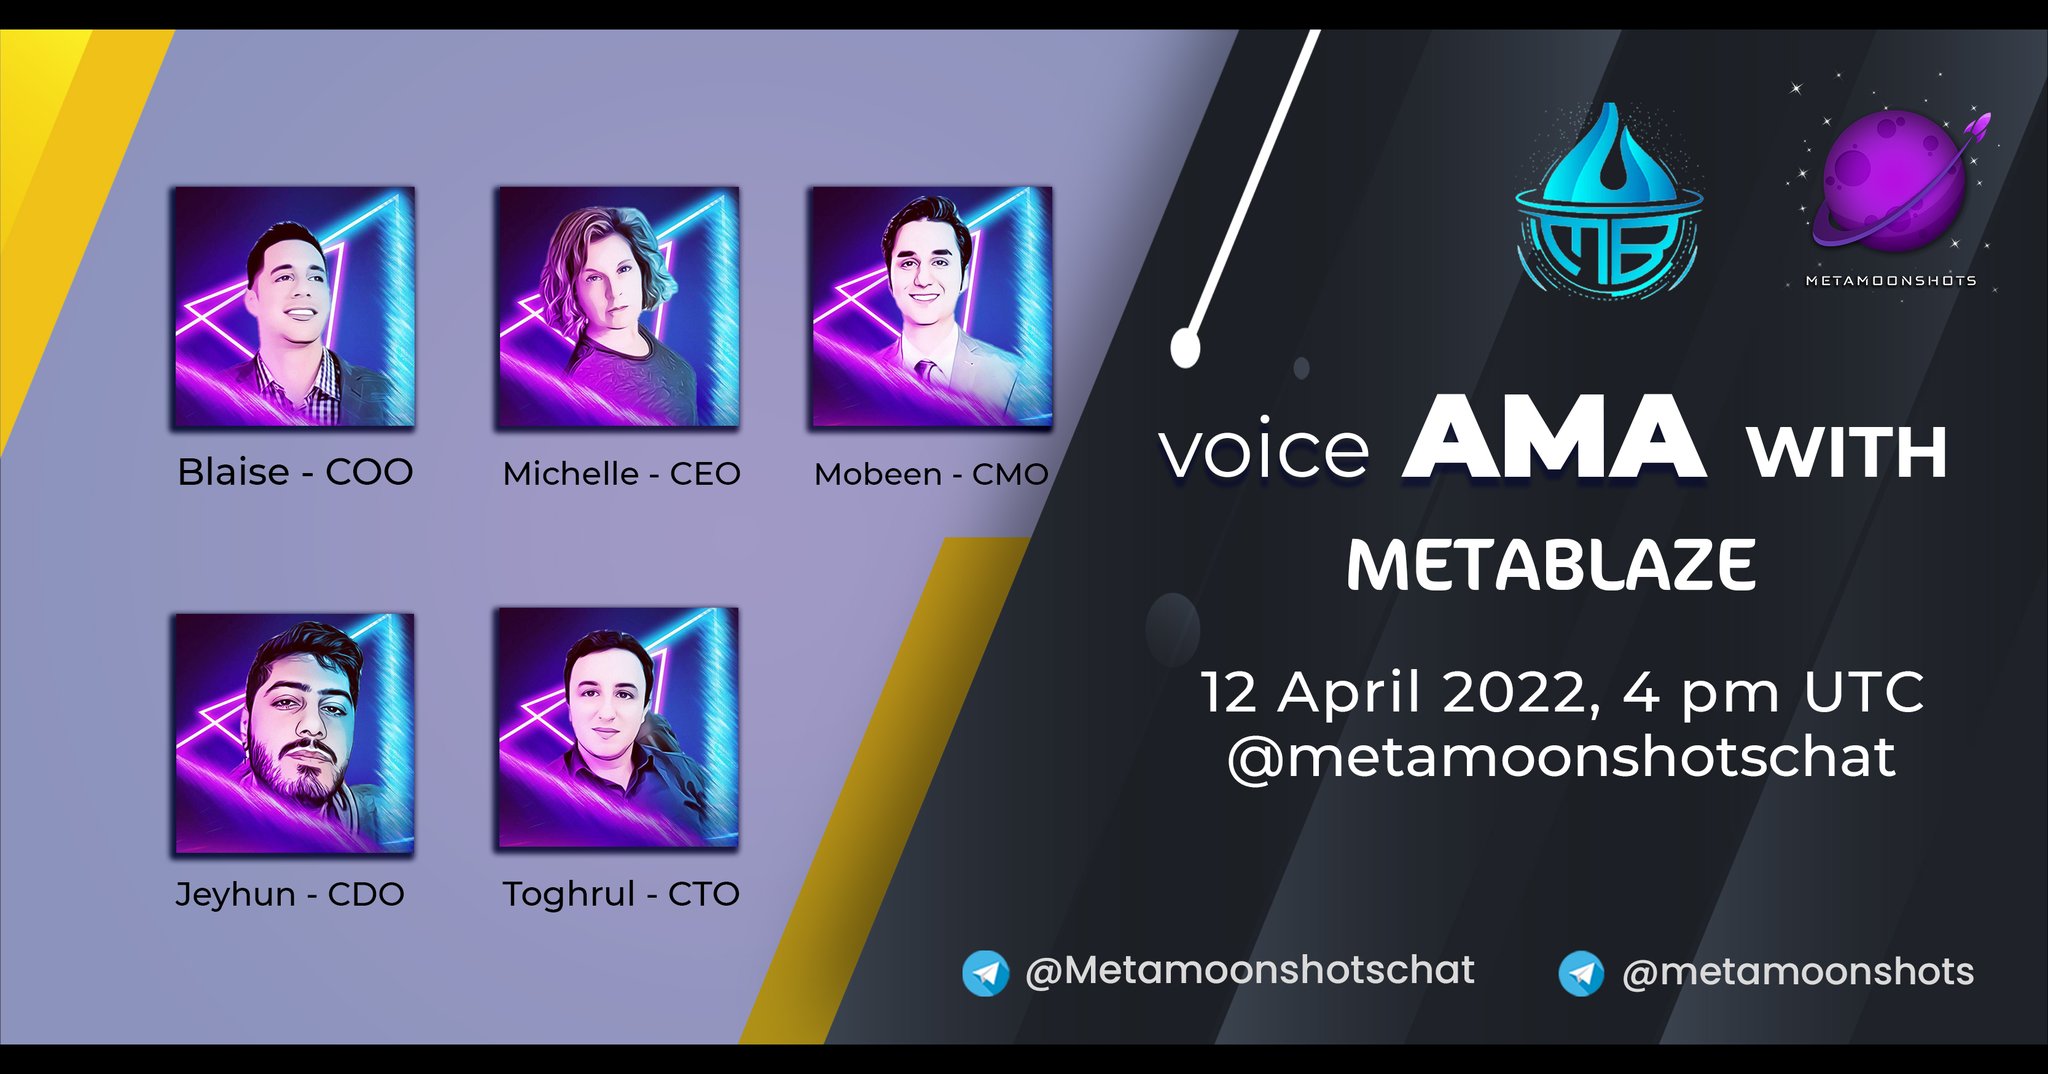 Blaise - COO
Michelle - CEO
Mobeen - CMO
Jeyhun - CDO
Toghrul - CTO
MB
METAMOONSHOTS
voice AMA WITH
METABLAZE
12 April 2022, 4 pm UTC
@metamoonshotschat
@Metamoonshotschat
@metamoonshots